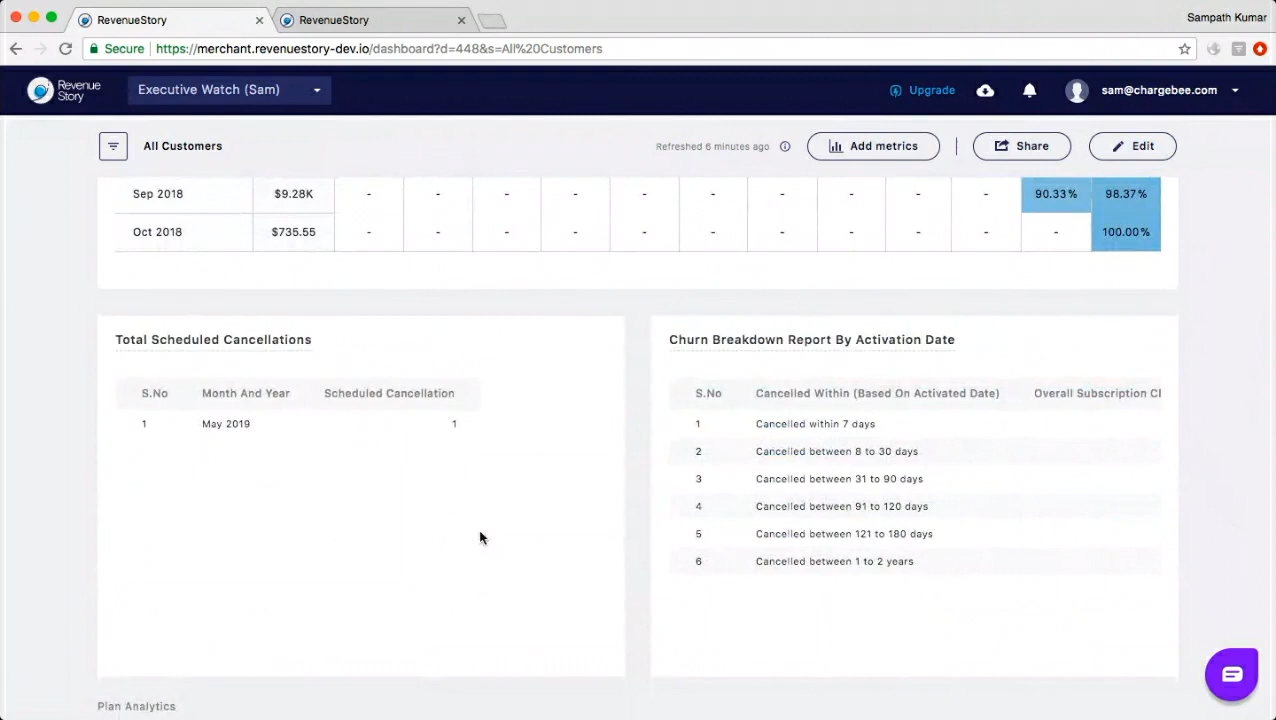 RevenueStory
RevenueStory
Sampath Kumar
Secure https://merchant.revenuestory-dev.io/dashboard?d=448&s=All%20Customers
Revenue Story
Executive Watch (Sam)
Upgrade
sam@chargebee.com
All Customers
Refreshed 6 minutes ago
Add metrics
Share
Edit
Sep 2018 $9.28K - - - - - - - - - - 90.33% 98.37%
Oct 2018 $735.55 - - - - - - - - - - - 100.00%
Total Scheduled Cancellations
S.No Month And Year Scheduled Cancellation
1 May 2019 1
Churn Breakdown Report By Activation Date
S.No Cancelled Within (Based On Activated Date) Overall Subscription
1 Cancelled within 7 days
2 Cancelled between 8 to 30 days
3 Cancelled between 31 to 90 days
4 Cancelled between 91 to 120 days
5 Cancelled between 121 to 180 days
6 Cancelled between 1 to 2 years
Plan Analytics